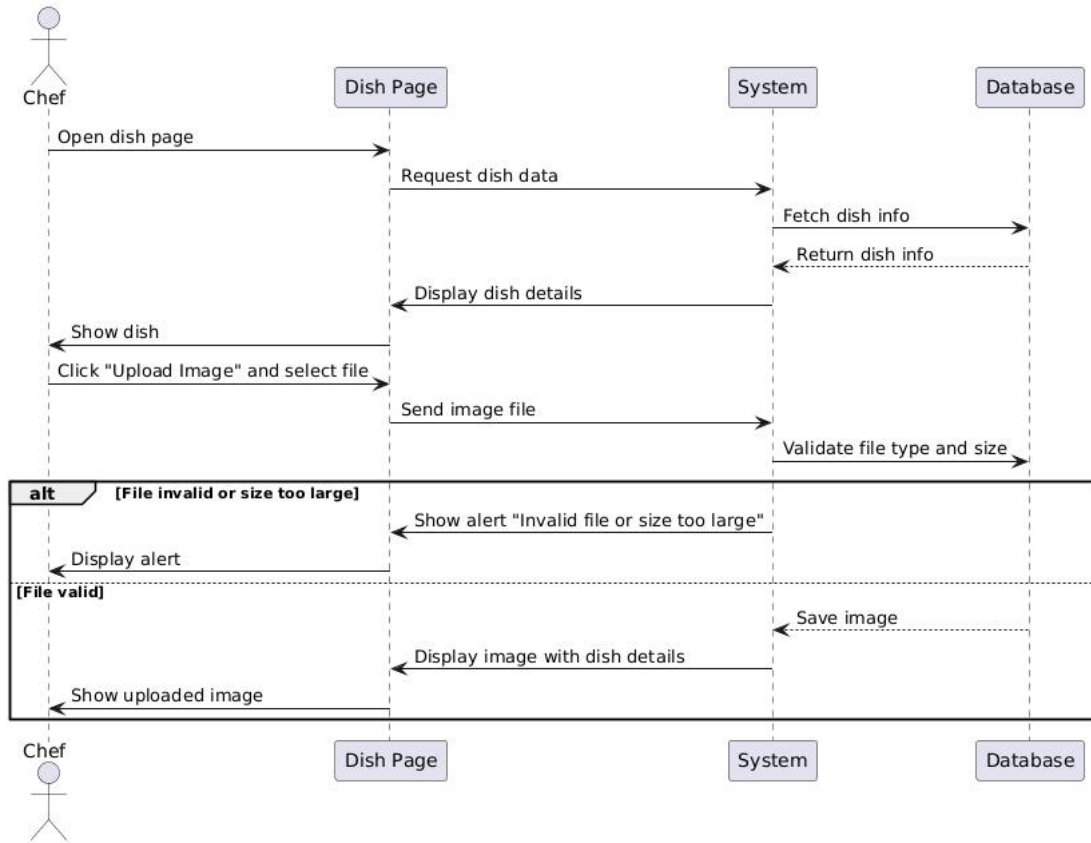 Chef
Dish Page
System
Database
Open dish page
Request dish data
Fetch dish info
Return dish info
Display dish details
Show dish
Click "Upload Image" and select file
Send image file
Validate file type and size
alt
[File invalid or size too large]
Show alert "Invalid file or size too large"
Display alert
[File valid]
Save image
Display image with dish details
Show uploaded image
Chef
Dish Page
System
Database